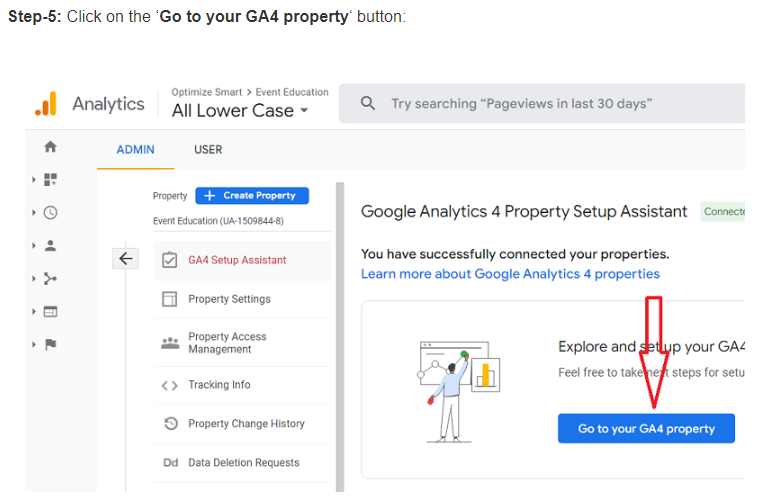 Step-5: Click on the ‘Go to your GA4 property‘ button:
Analytics
Optimize Smart > Event Education
All Lower Case
Try searching “Pageviews in last 30 days”
ADMIN USER
Property + Create Property
Event Education (UA-1509844-8)
GA4 Setup Assistant
Property Settings
Property Access
Management
Tracking Info
Property Change History
Dd Data Deletion Requests
Google Analytics 4 Property Setup Assistant Connecte
You have successfully connected your properties.
Learn more about Google Analytics 4 properties
Explore and set up your GA4
Feel free to take next steps for setu
Go to your GA4 property